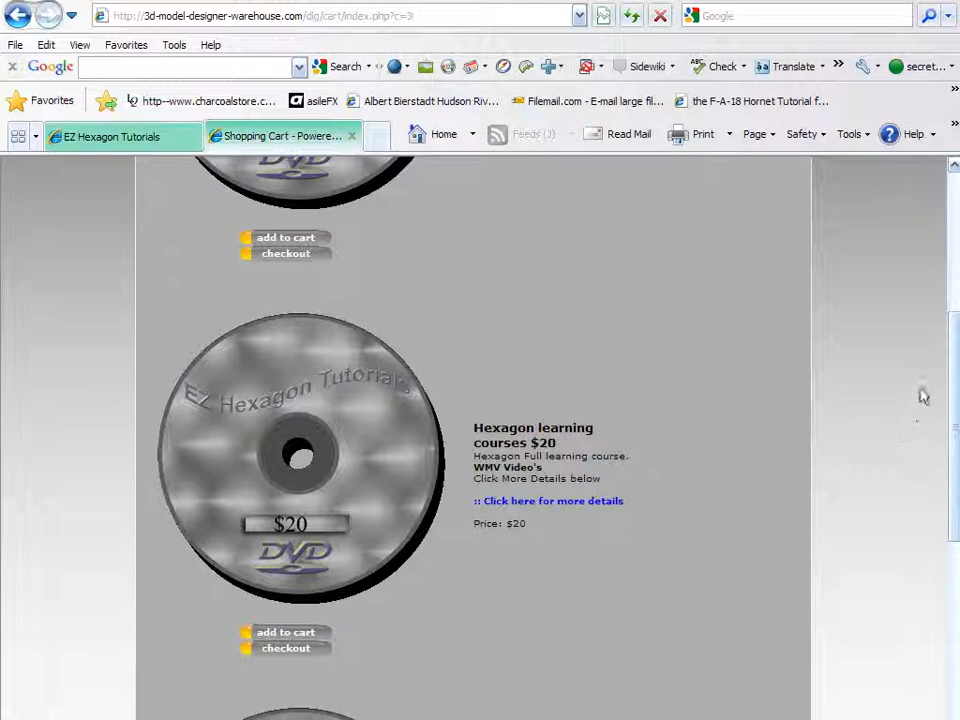 http://3d-model-designer-warehouse.com/dlg/cart/index.php?c=3
Google
File Edit View Favorites Tools Help
Google Search Sidewiki Check Translate secret...
Favorites http--www.charcoalstore.c... asileFX Albert Bierstadt Hudson Riv... Filemail.com - E-mail large fil... the F-A-18 Hornet Tutorial f...
EZ Hexagon Tutorials Shopping Cart - Powere... Home Feeds (J) Read Mail Print Page Safety Tools Help
DVD
add to cart
checkout
EZ Hexagon Tutorials
Hexagon learning
courses $20
Hexagon Full learning course.
WMV Video's
Click More Details below
:: Click here for more details
Price: $20
$20
DVD
add to cart
checkout